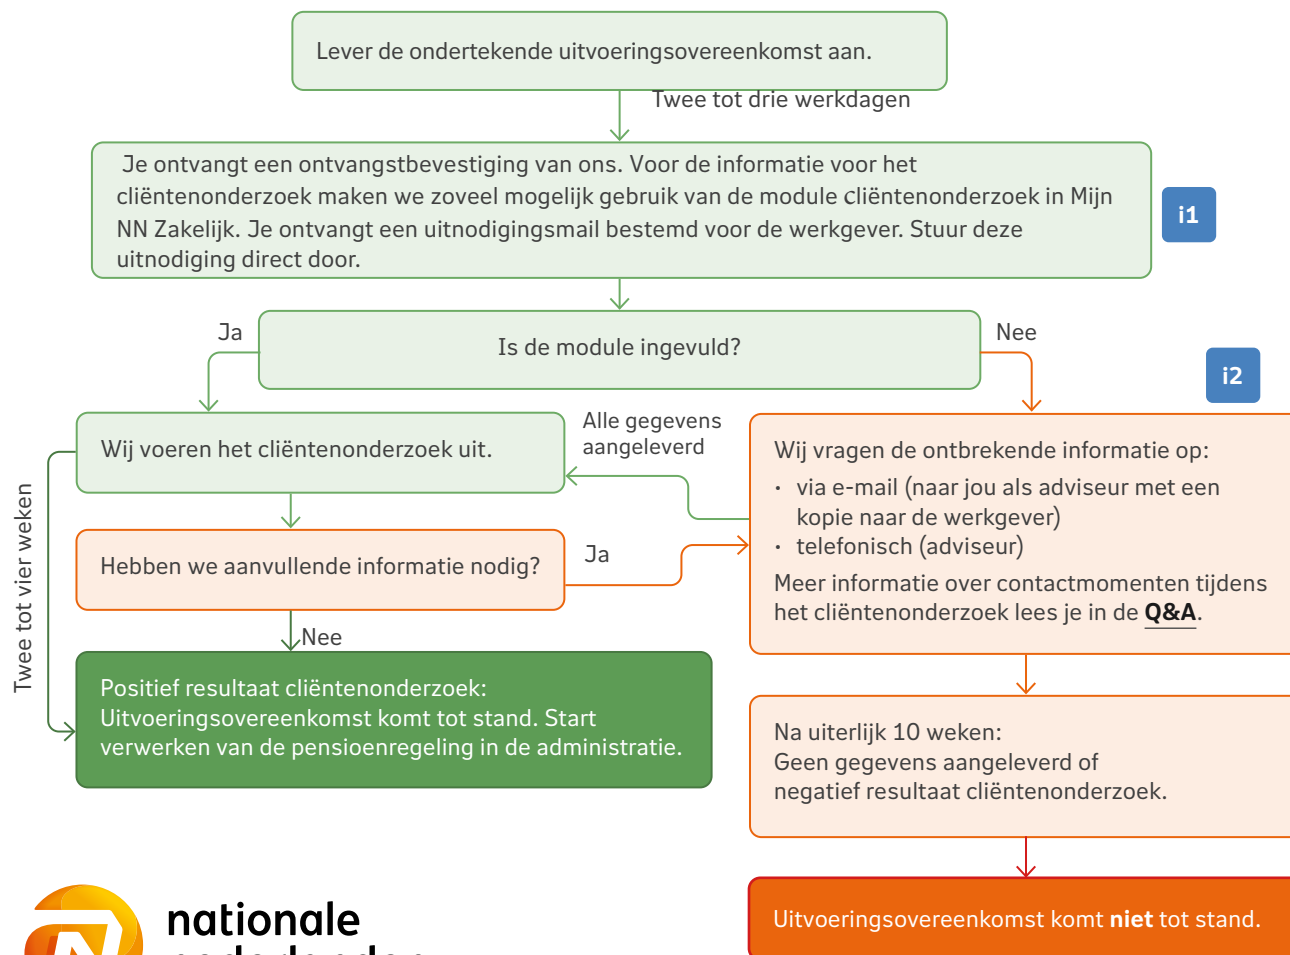 Lever de ondertekende uitvoeringsovereenkomst aan.
Twee tot drie werkdagen
Je ontvangt een ontvangstbevestiging van ons. Voor de informatie voor het
cliëntenonderzoek maken we zoveel mogelijk gebruik van de module cliëntenonderzoek in Mijn
NN Zakelijk. Je ontvangt een uitnodigingsmail bestemd voor de werkgever. Stuur deze
uitnodiging direct door.
i1
Is de module ingevuld?
Ja
Nee
i2
Wij voeren het cliëntenonderzoek uit.
Alle gegevens
aangeleverd
Wij vragen de ontbrekende informatie op:
· via e-mail (naar jou als adviseur met een
kopie naar de werkgever)
· telefonisch (adviseur)
Meer informatie over contactmomenten tijdens
het cliëntenonderzoek lees je in de Q&A.
Hebben we aanvullende informatie nodig?
Ja
Nee
Twee tot vier weken
Positief resultaat cliëntenonderzoek:
Uitvoeringsovereenkomst komt tot stand. Start
verwerken van de pensioenregeling in de administratie.
Na uiterlijk 10 weken:
Geen gegevens aangeleverd of
negatief resultaat cliëntenonderzoek.
Uitvoeringsovereenkomst komt niet tot stand.
nationale
nederlanden